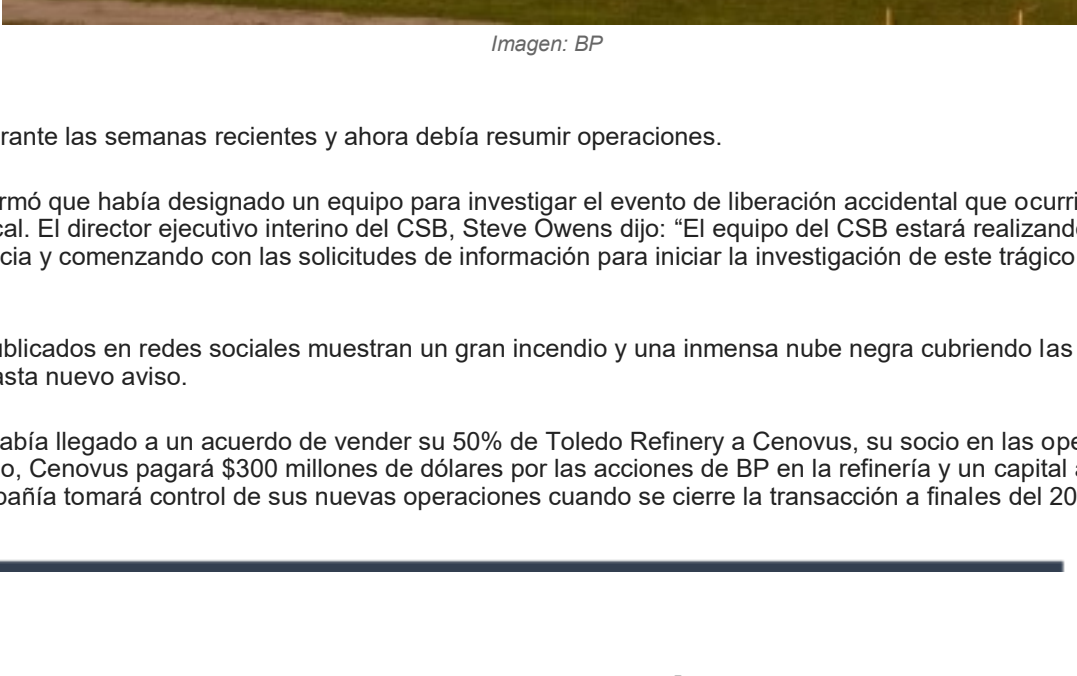 Imagen: BP
rante las semanas recientes y ahora debía resumir operaciones.
rmó que había designado un equipo para investigar el evento de liberación accidental que ocurri
cal. El director ejecutivo interino del CSB, Steve Owens dijo: “El equipo del CSB estará realizand
cia y comenzando con las solicitudes de información para iniciar la investigación de este trágico
ublicados en redes sociales muestran un gran incendio y una inmensa nube negra cubriendo las
asta nuevo aviso.
abía llegado a un acuerdo de vender su 50% de Toledo Refinery a Cenovus, su socio en las ope
o, Cenovus pagará $300 millones de dólares por las acciones de BP en la refinería y un capital a
pañía tomará control de sus nuevas operaciones cuando se cierre la transacción a finales del 20